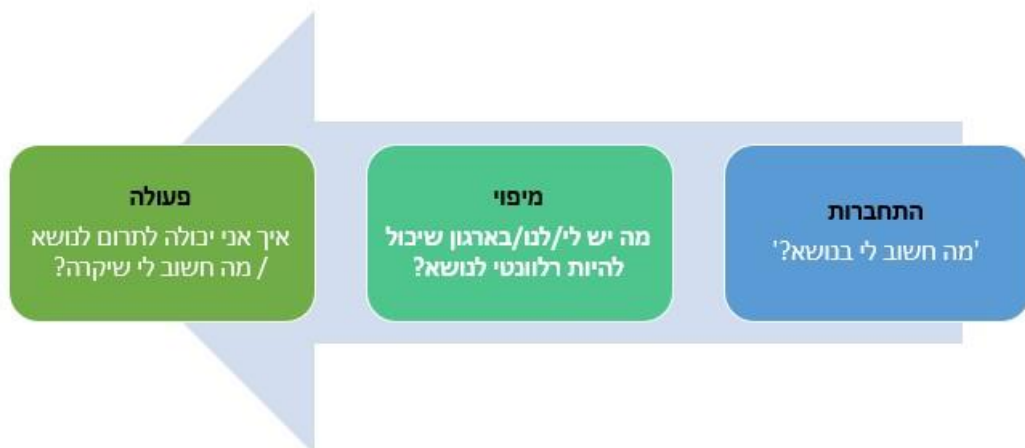 התחברות
'מה חשוב לי בנושא?'
מיפוי
מה יש לי/לנו/בארגון שיכול
להיות רלוונטי לנושא?
פעולה
איך אני יכולה לתרום לנושא
/ מה חשוב לי שיקרה?